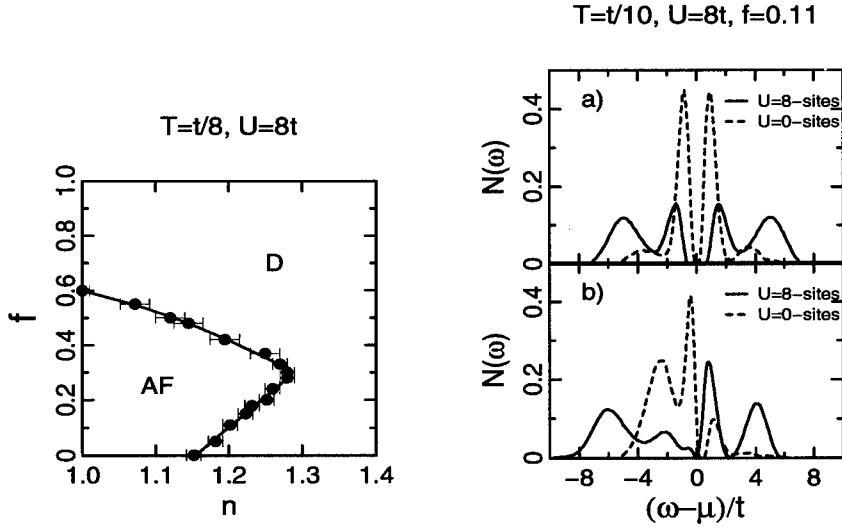 T=t/8, U=8t
f
1.0
0.8
0.6
0.4
0.2
0
D
AF
1.0 1.1 1.2 1.3 1.4
n
T=t/10, U=8t, f=0.11
a)
U=8-sites
U=0-sites
N(ω)
0.4
0.2
0
b)
U=8-sites
U=0-sites
N(ω)
0.4
0.2
0
-8 -4 0 4 8
(ω-μ)/t